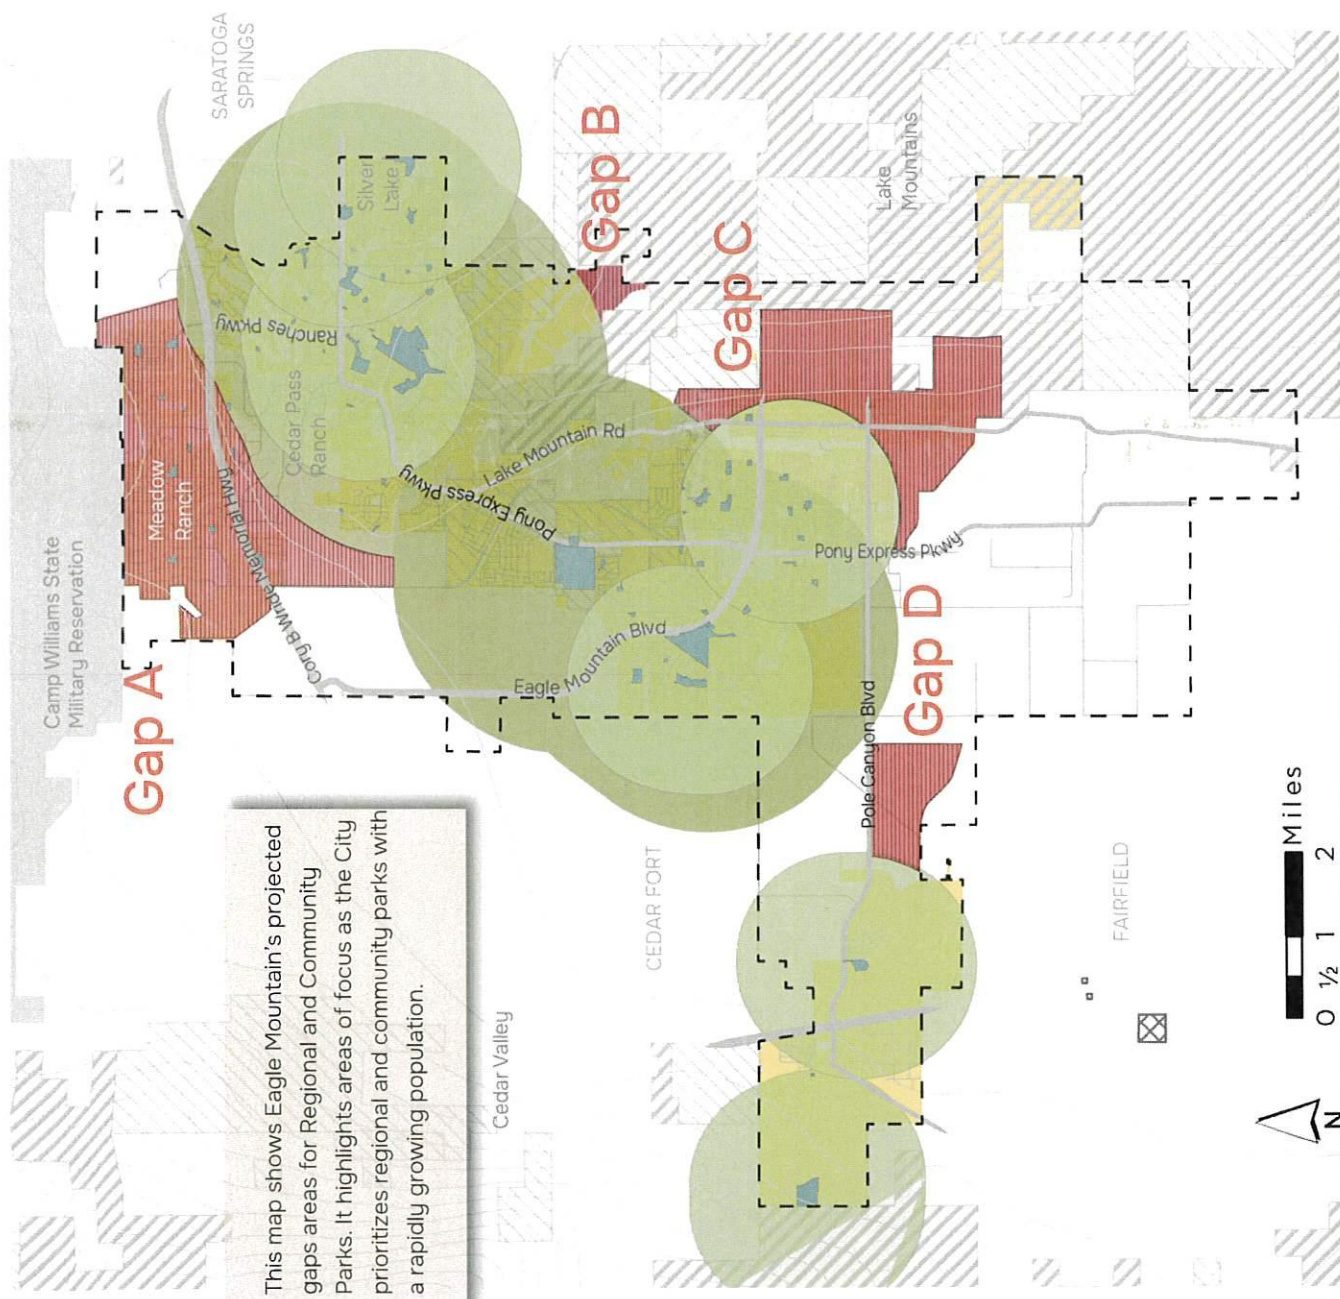 Camp Williams State
Military Reservation
SARATOGA
SPRINGS
Gap A
Meadow
Ranch
Cory B Wride Memorial Hwy
Ranches Pkwy
Silver
Lake
Cedar Pass
Ranch
This map shows Eagle Mountain's projected
gaps areas for Regional and Community
Parks. It highlights areas of focus as the City
prioritizes regional and community parks with
a rapidly growing population.
Pony Express Pkwy
Lake Mountain Rd
Gap B
Cedar Valley
Eagle Mountain Blvd
Gap C
CEDAR FORT
Pony Express Pkwy
Pole Canyon Blvd
Gap D
Lake
Mountains
FAIRFIELD
Miles
0 ½ 1 2
N